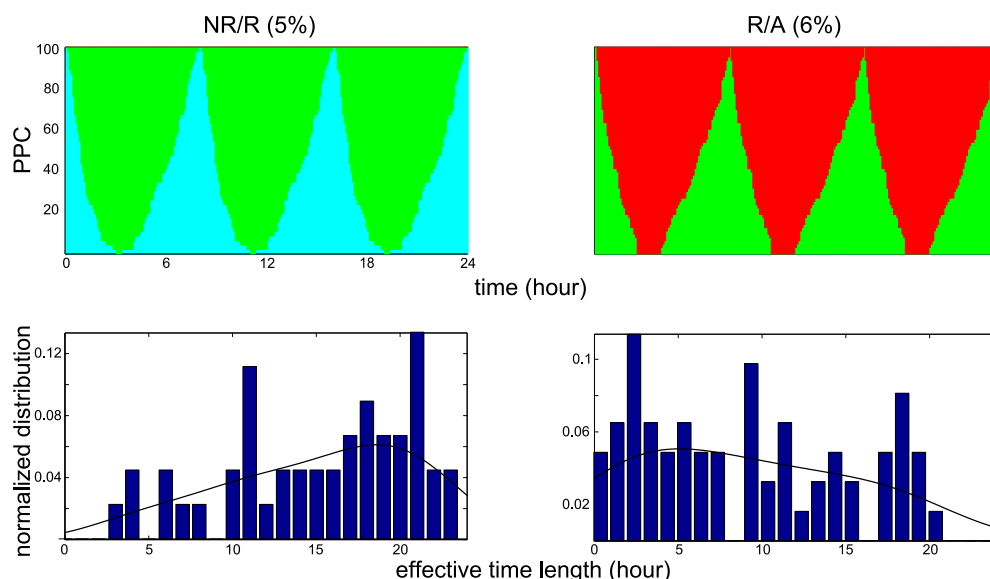 NR/R (5%)
R/A (6%)
PPC
100
80
60
40
20
0 6 12 18 24
time (hour)
normalized distribution
0.12
0.08
0.04
0 5 10 15 20
0.1
0.06
0.02
0 5 10 15 20
effective time length (hour)